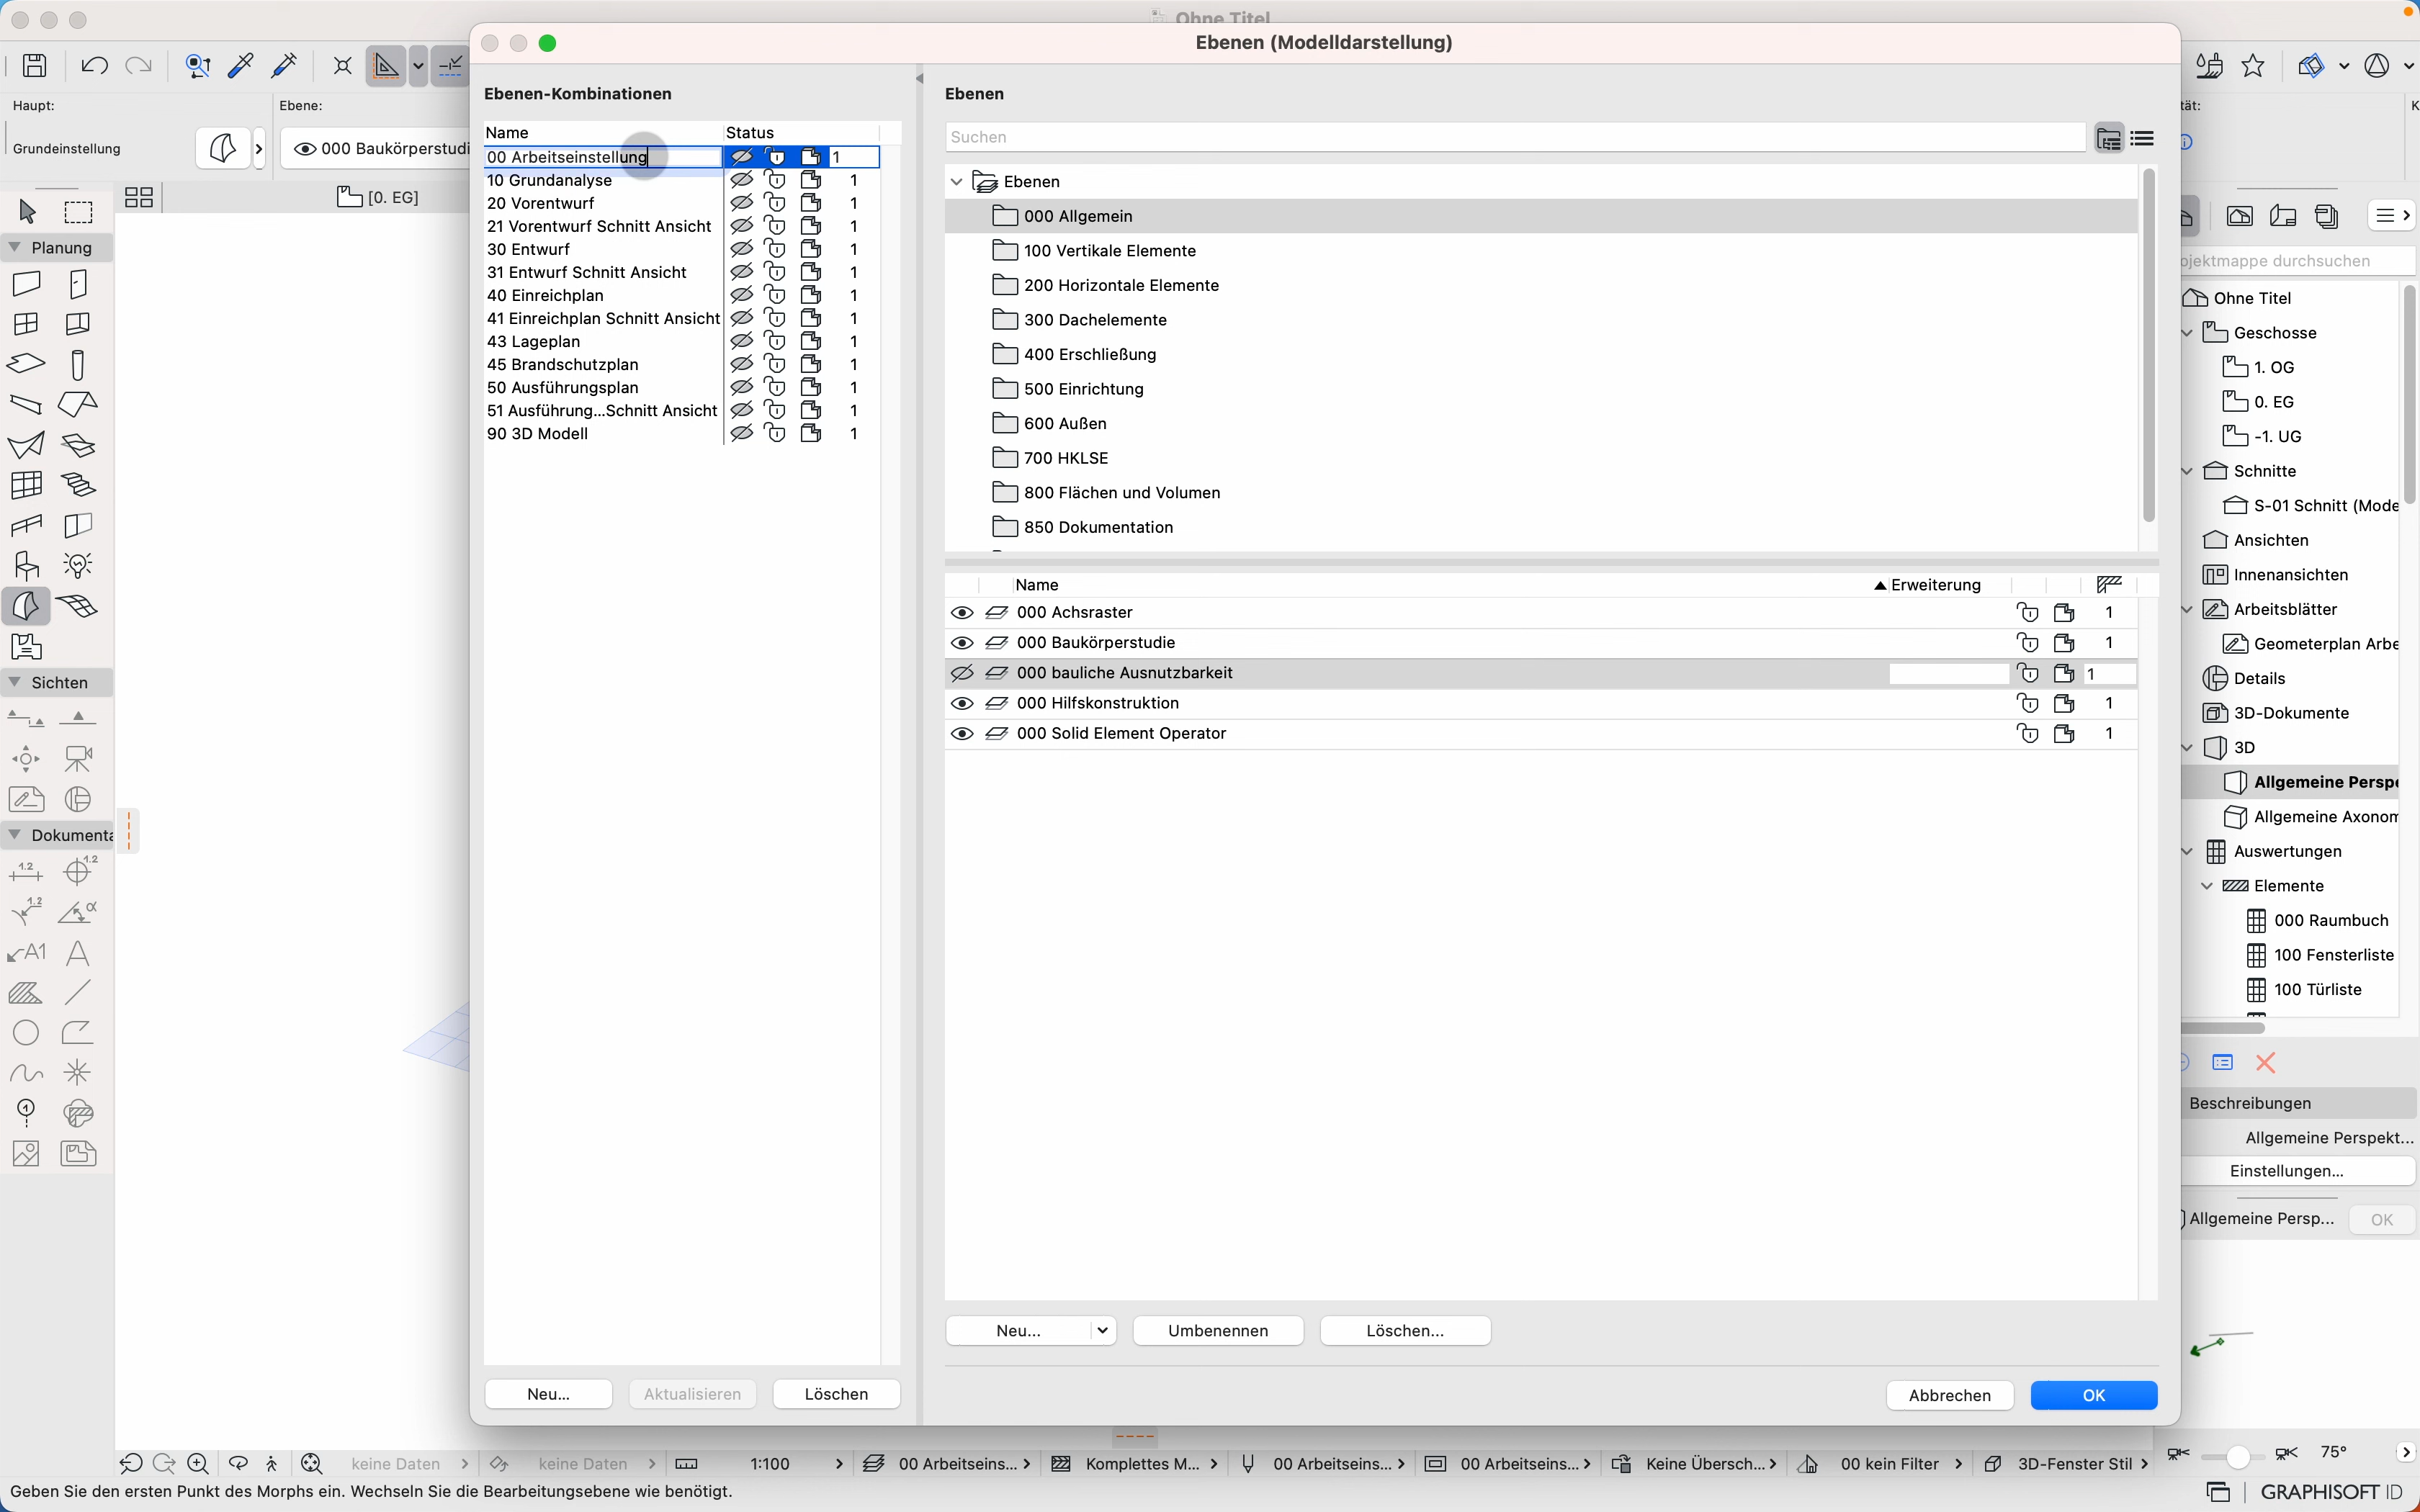 Ohne Titel
Ebenen (Modelldarstellung)
Haupt:
Ebene:
Grundeinstellung
000 Baukörperstudi
[0. EG]
Planung
Sichten
Dokumenta
1.2
1.2
1.2
α
A1
A
1
Ebenen-Kombinationen
Name
Status
00 Arbeitseinstellung
1
10 Grundanalyse
1
20 Vorentwurf
1
21 Vorentwurf Schnitt Ansicht
1
30 Entwurf
1
31 Entwurf Schnitt Ansicht
1
40 Einreichplan
1
41 Einreichplan Schnitt Ansicht
1
43 Lageplan
1
45 Brandschutzplan
1
50 Ausführungsplan
1
51 Ausführung...Schnitt Ansicht
1
90 3D Modell
1
Neu...
Aktualisieren
Löschen
Ebenen
Suchen
Ebenen
000 Allgemein
100 Vertikale Elemente
200 Horizontale Elemente
300 Dachelemente
400 Erschließung
500 Einrichtung
600 Außen
700 HKLSE
800 Flächen und Volumen
850 Dokumentation
Name
Erweiterung
000 Achsraster
1
000 Baukörperstudie
1
000 bauliche Ausnutzbarkeit
1
000 Hilfskonstruktion
1
000 Solid Element Operator
1
Neu...
Umbenennen
Löschen...
Abbrechen
OK
tät:
K
ojektmappe durchsuchen
Ohne Titel
Geschosse
1. OG
0. EG
-1. UG
Schnitte
S-01 Schnitt (Mode
Ansichten
Innenansichten
Arbeitsblätter
Geometerplan Arbe
Details
3D-Dokumente
3D
Allgemeine Perspe
Allgemeine Axonom
Auswertungen
Elemente
000 Raumbuch
100 Fensterliste
100 Türliste
Beschreibungen
Allgemeine Perspekt...
Einstellungen...
Allgemeine Persp...
OK
75°
keine Daten
keine Daten
1:100
00 Arbeitseins...
Komplettes M...
00 Arbeitseins...
00 Arbeitseins...
Keine Übersch...
00 kein Filter
3D-Fenster Stil
Geben Sie den ersten Punkt des Morphs ein. Wechseln Sie die Bearbeitungsebene wie benötigt.
GRAPHISOFT ID